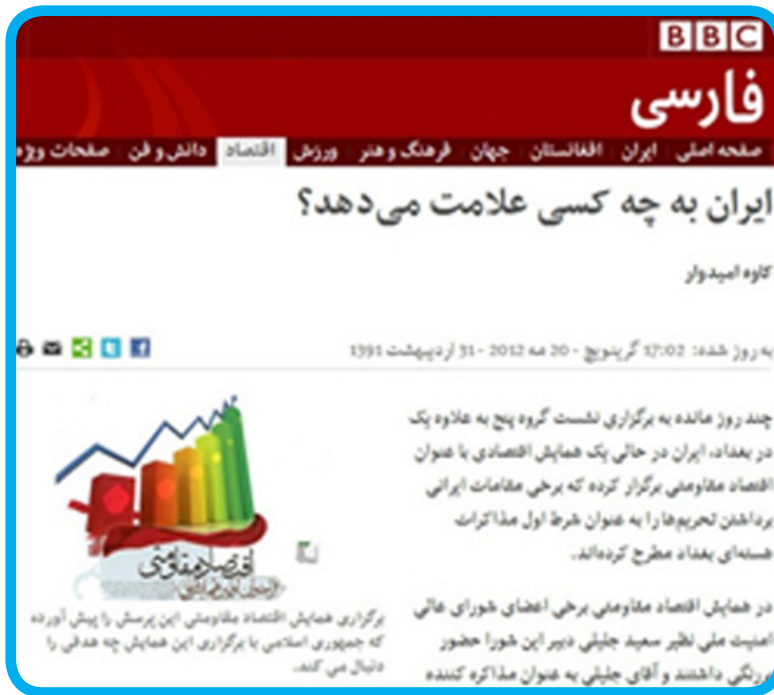 BBC
فارسی
صفحه اصلی ایران افغانستان جهان فرهنگ و هنر ورزش اقتصاد دانش و فن صفحات ویژه
ایران به چه کسی علامت می‌دهد؟
کاوه امیدوار
به روز شده: 17:02 گرینویچ - 20 مه 2012 - 31 اردیبهشت 1391
چند روز مانده به برگزاری نشست گروه پنج به علاوه یک
در بغداد، ایران در حالی یک همایش اقتصادی با عنوان
اقتصاد مقاومتی برگزار کرده که برخی مقامات ایرانی
برداشتن تحریم‌ها را به عنوان شرط اول مذاکرات
هسته‌ای بغداد مطرح کرده‌اند.
در همایش اقتصاد مقاومتی برخی اعضای شورای عالی
امنیت ملی نظیر سعید جلیلی دبیر این شورا حضور
پررنگی داشتند و آقای جلیلی به عنوان مذاکره کننده
اقتصاد مقاومتی
برگزاری همایش اقتصاد مقاومتی این پرسش را پیش آورده
که جمهوری اسلامی با برگزاری این همایش چه هدفی را
دنبال می کند.